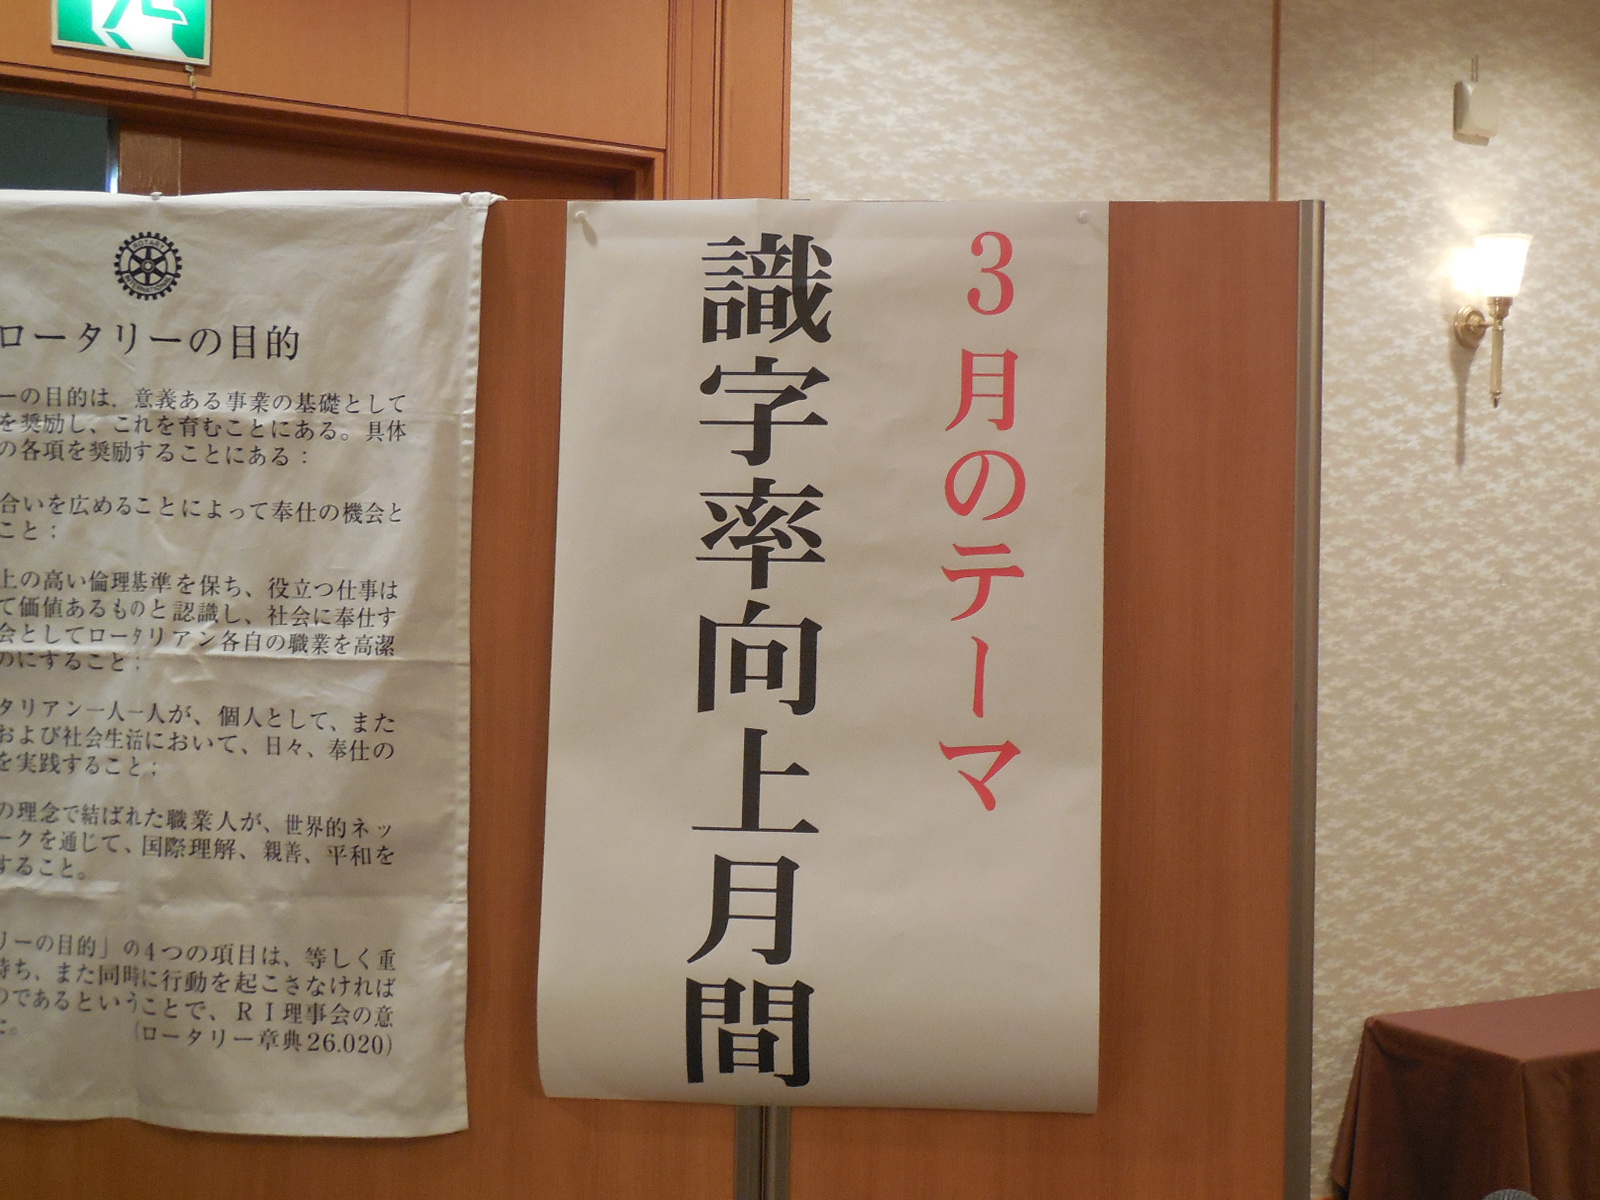 ROTARY
INTERNATIONAL
ロータリーの目的
ーの目的は、意義ある事業の基礎として
を奨励し、これを育むことにある。具体
の各項を奨励することにある：
合いを広めることによって奉仕の機会と
こと；
上の高い倫理基準を保ち、役立つ仕事は
て価値あるものと認識し、社会に奉仕す
会としてロータリアン各自の職業を高潔
のにすること；
タリアン一人一人が、個人として、また
および社会生活において、日々、奉仕の
を実践すること；
の理念で結ばれた職業人が、世界的ネッ
ークを通じて、国際理解、親善、平和を
すること。
リーの目的」の4つの項目は、等しく重
持ち、また同時に行動を起こさなければ
のであるということで、ＲＩ理事会の意
た。
(ロータリー章典26.020)
3月のテーマ
識字率向上月間